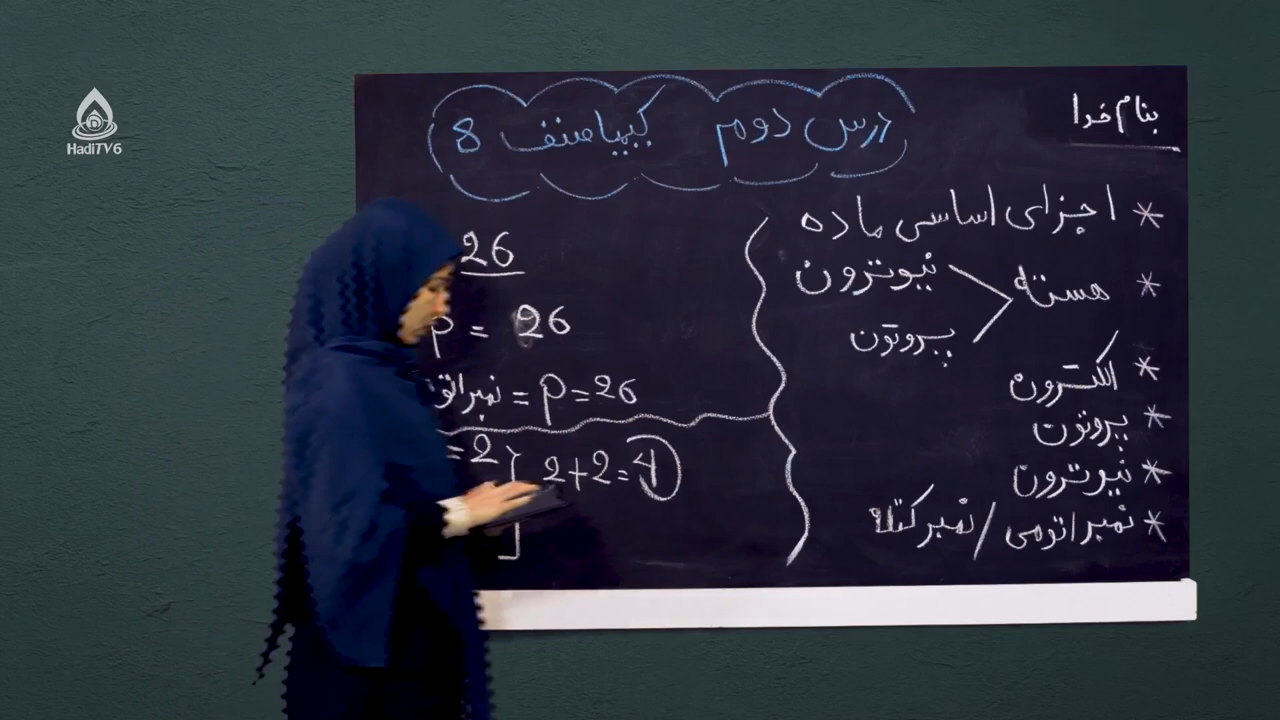 بنام خدا
درس دوم کیمیا صنف 8
* اجزای اساسی ماده
* هسته
نیوترون
پروتون
* الکترون
* پروتون
* نیوترون
* نمبر اتومی / نمبر کتله
26
p = 26
= p = 26
= 2
2+2=4
HadiTV6